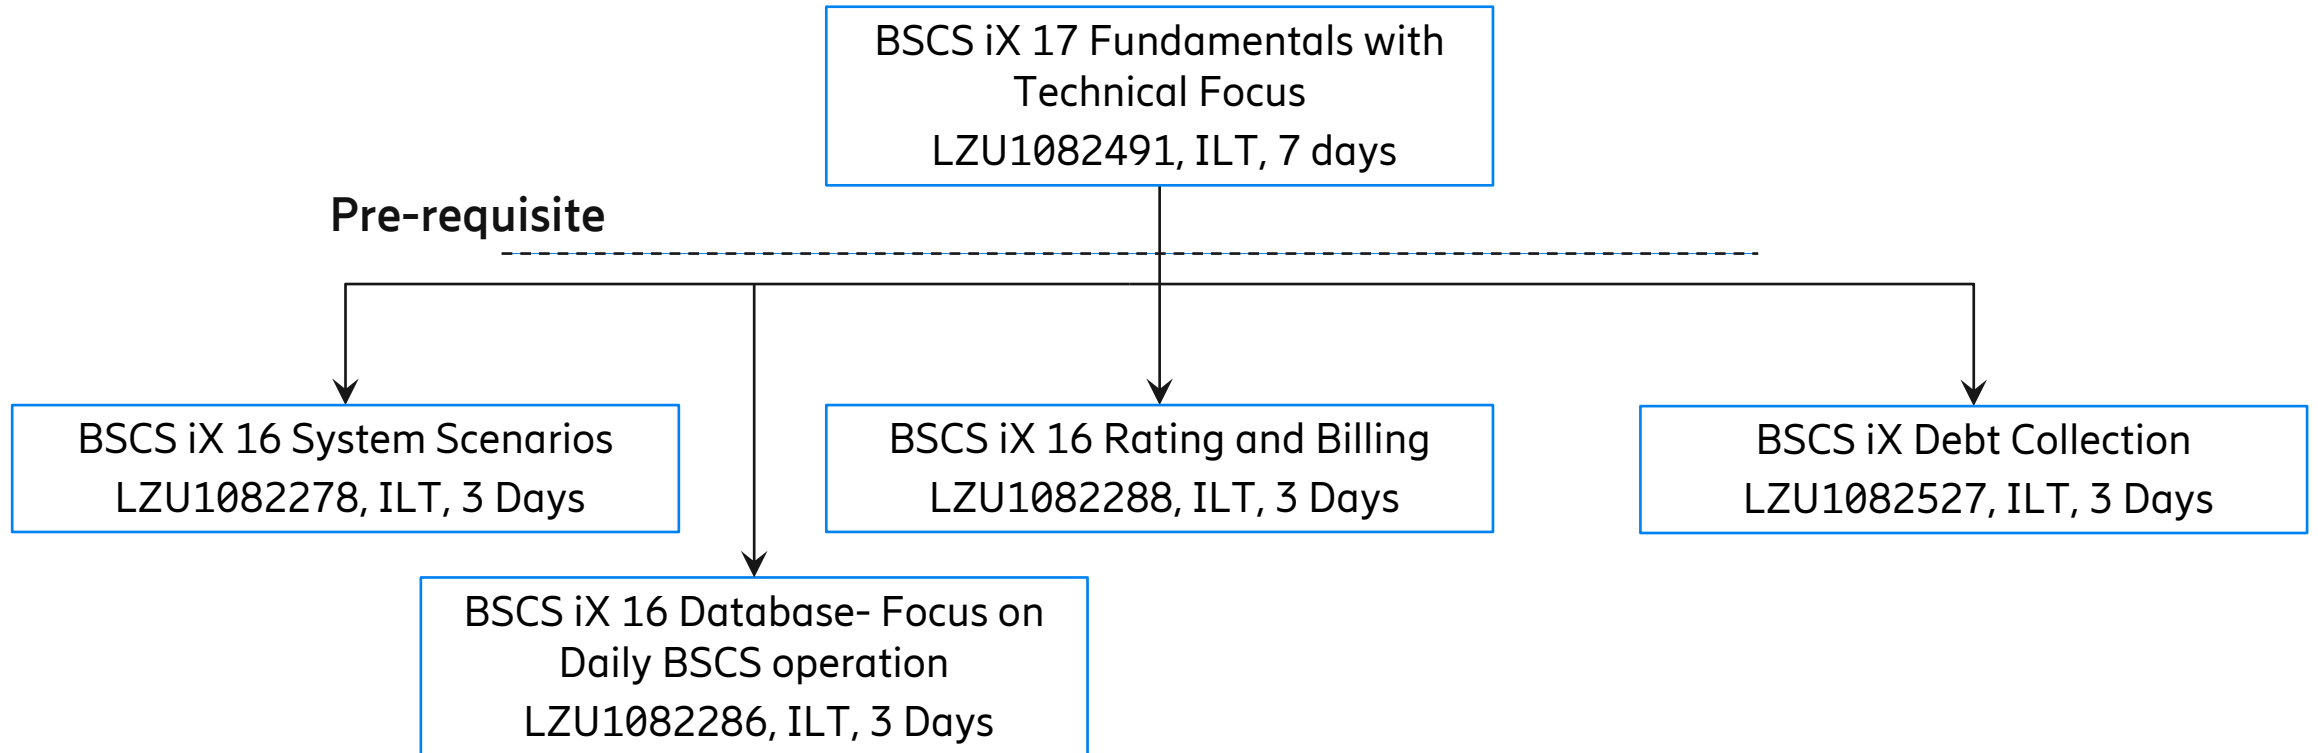 BSCS iX 17 Fundamentals with
Technical Focus
LZU1082491, ILT, 7 days
Pre-requisite
BSCS iX 16 System Scenarios
LZU1082278, ILT, 3 Days
BSCS iX 16 Rating and Billing
LZU1082288, ILT, 3 Days
BSCS iX Debt Collection
LZU1082527, ILT, 3 Days
BSCS iX 16 Database- Focus on
Daily BSCS operation
LZU1082286, ILT, 3 Days